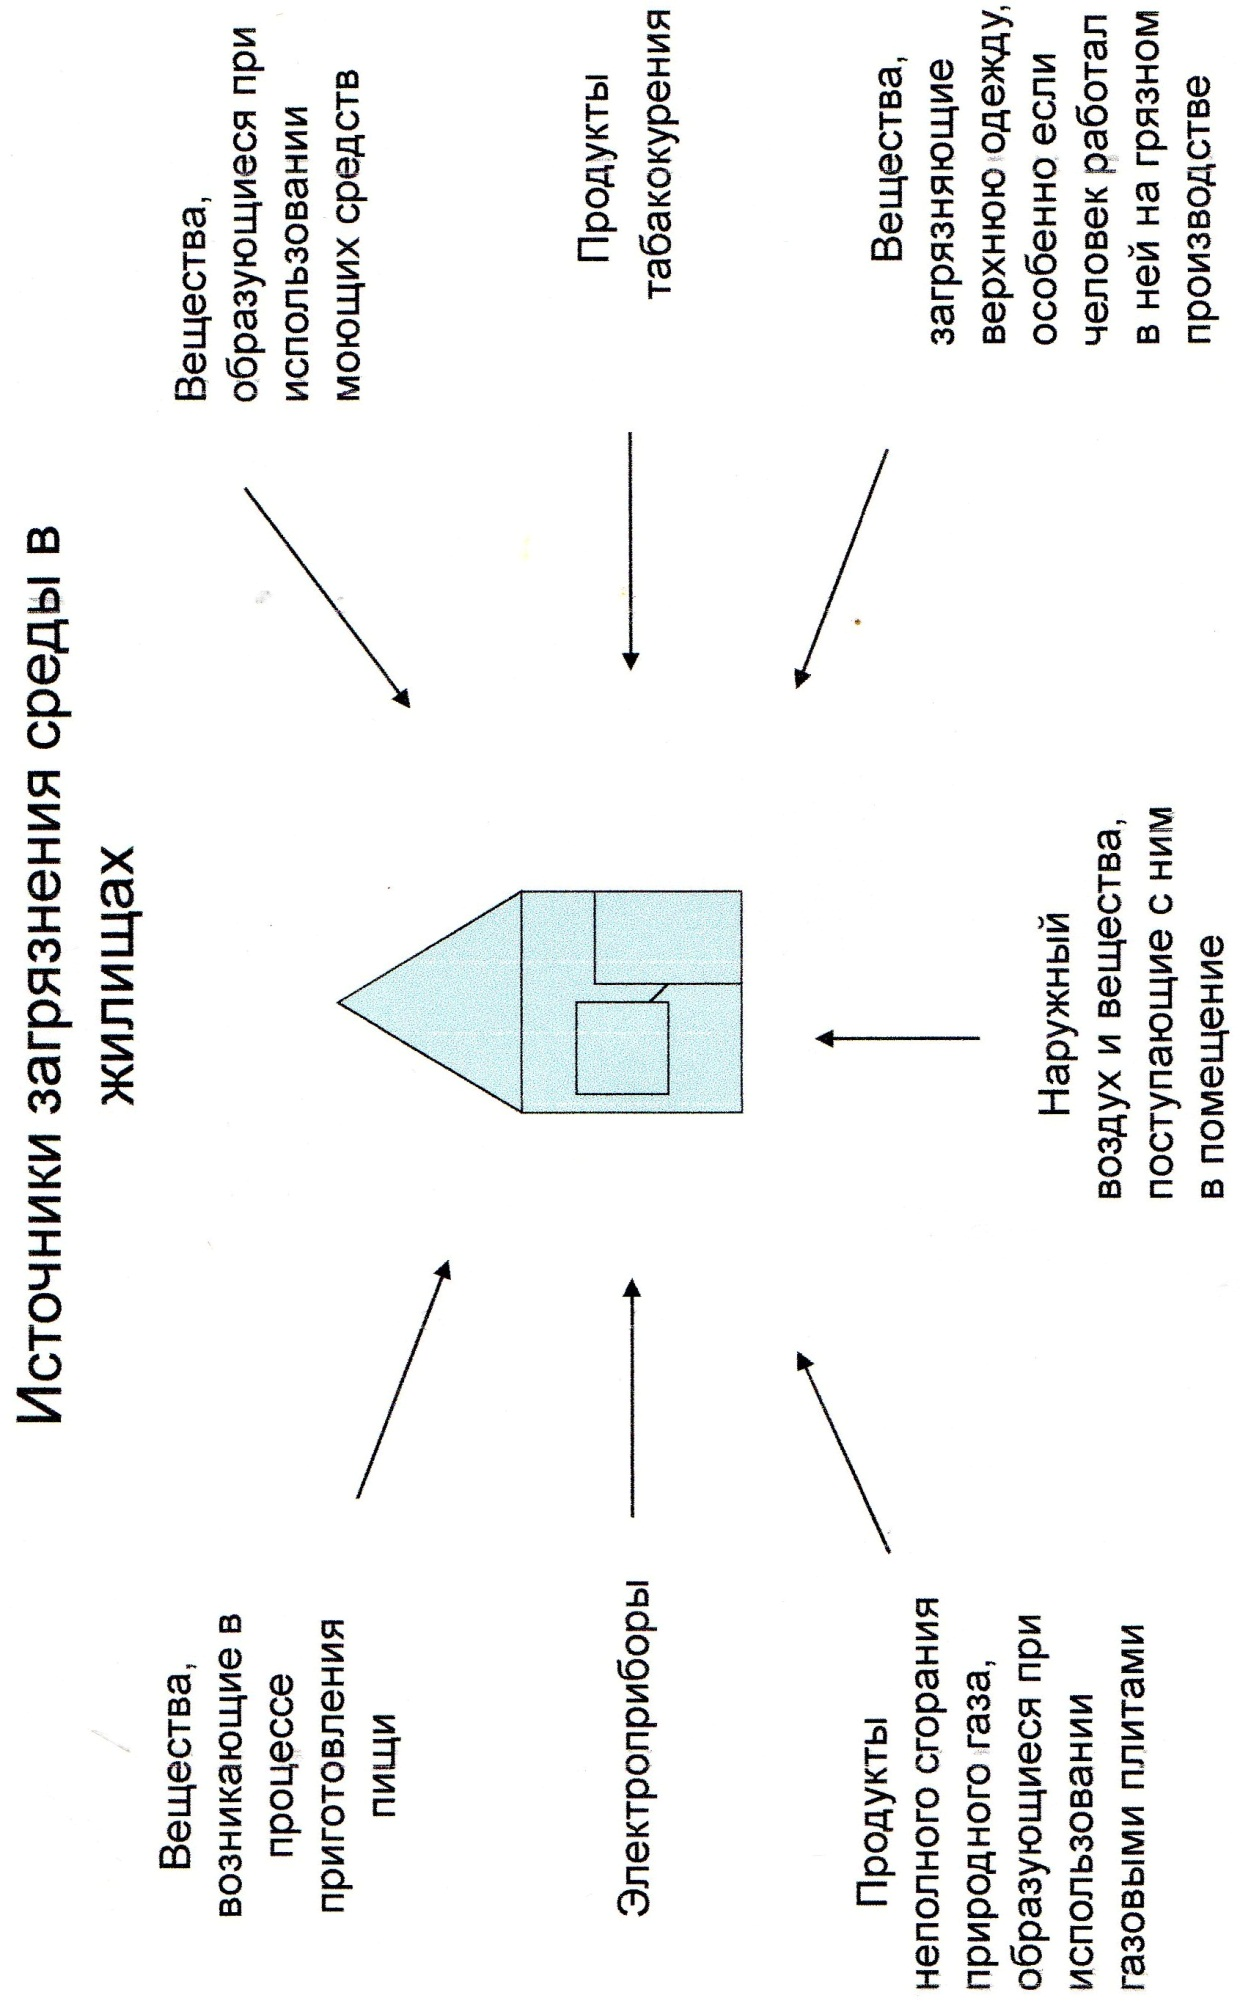 Источники загрязнения среды в
жилищах
Вещества,
возникающие в
процессе
приготовления
пищи
Электроприборы
Продукты
неполного сгорания
природного газа,
образующиеся при
использовании
газовыми плитами
Наружный
воздух и вещества,
поступающие с ним
в помещение
Вещества,
образующиеся при
использовании
моющих средств
Продукты
табакокурения
Вещества,
загрязняющие
верхнюю одежду,
особенно если
человек работал
в ней на грязном
производстве